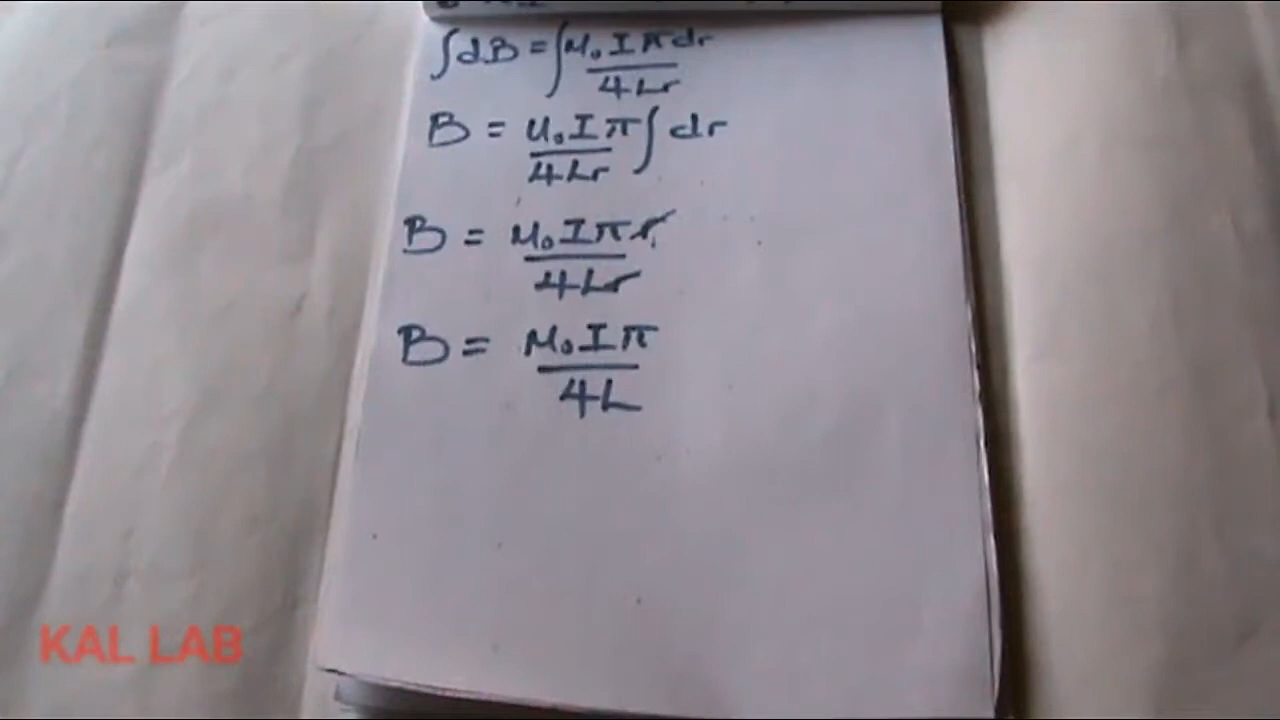 ∫dB = ∫μ₀Iπdr/4Lr
B = μ₀Iπ/4Lr ∫dr
B = μ₀Iπr/4Lr
B = μ₀Iπ/4L
KAL LAB